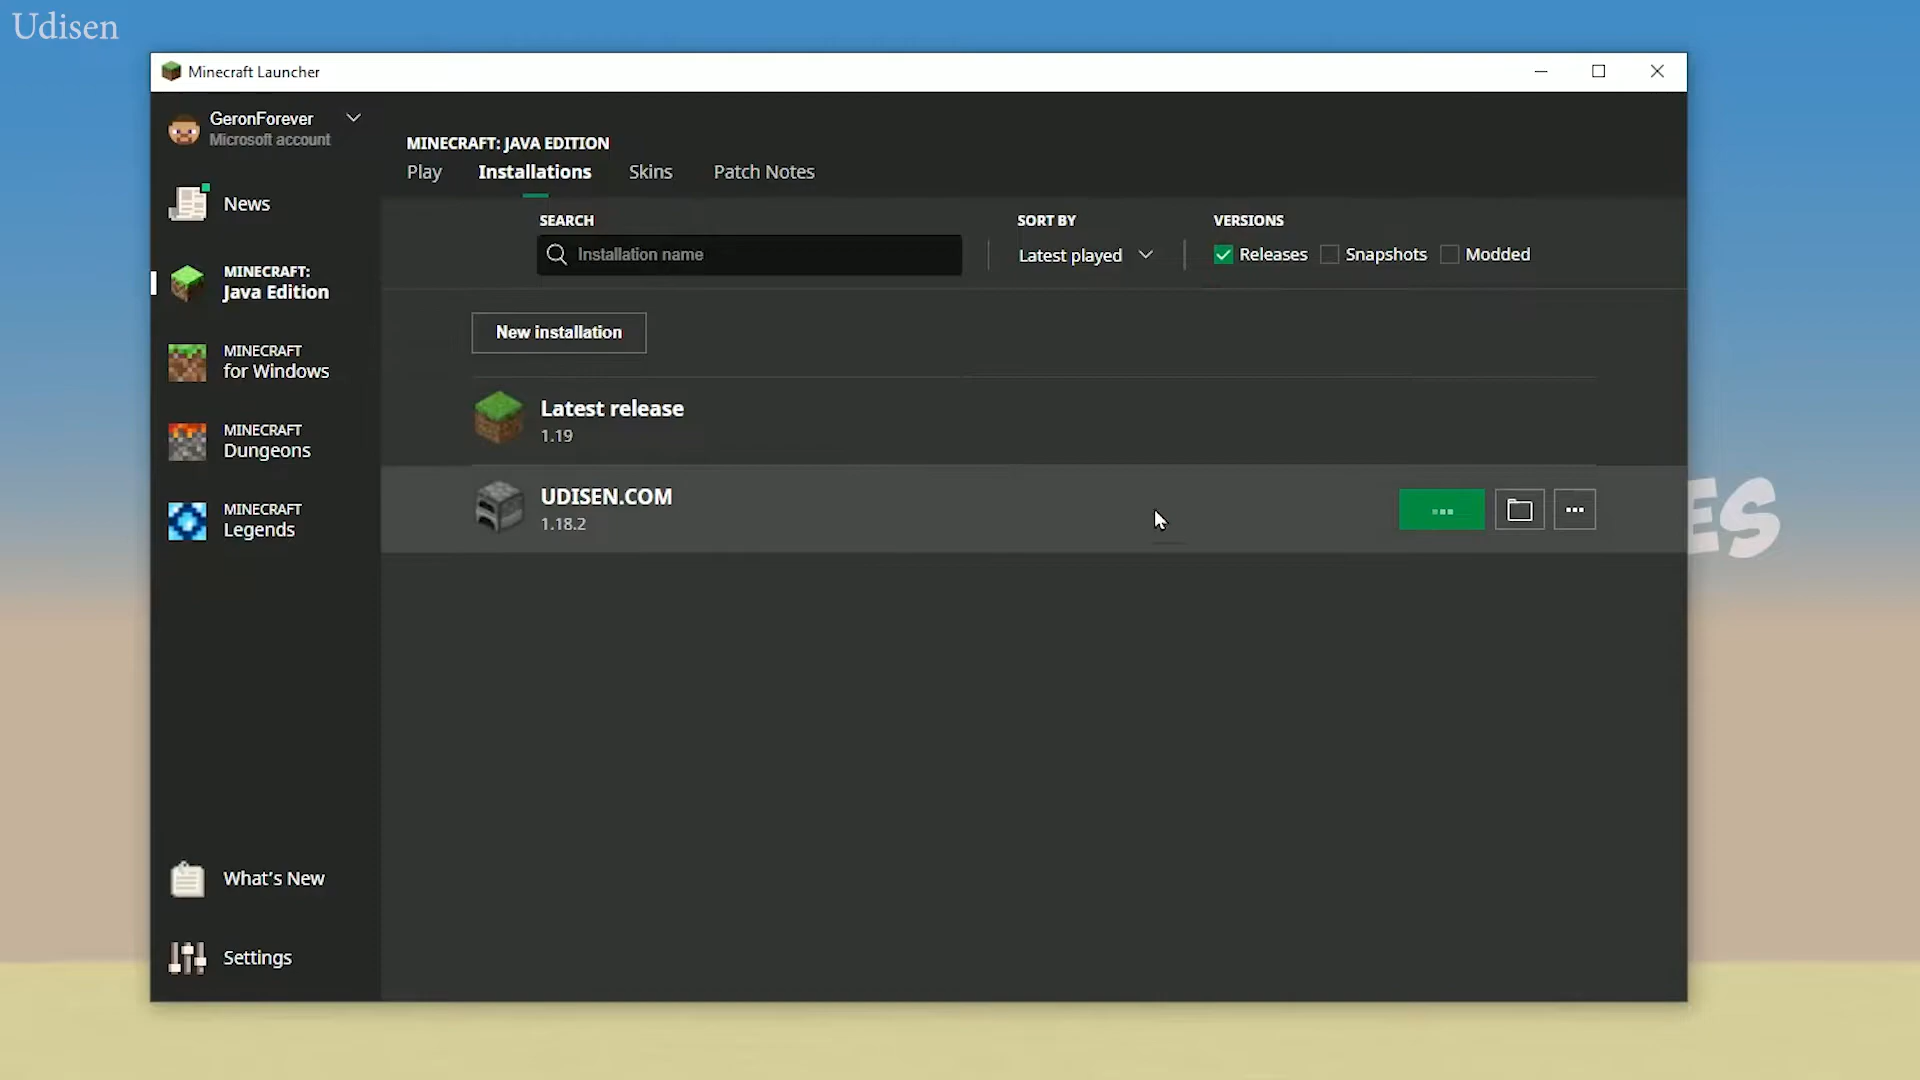 Udisen
Minecraft Launcher
GeronForever
Microsoft account
News
MINECRAFT:
Java Edition
MINECRAFT
for Windows
MINECRAFT
Dungeons
MINECRAFT
Legends
What's New
Settings
MINECRAFT: JAVA EDITION
Play
Installations
Skins
Patch Notes
SEARCH
Installation name
SORT BY
Latest played
VERSIONS
Releases
Snapshots
Modded
New installation
Latest release
1.19
UDISEN.COM
1.18.2